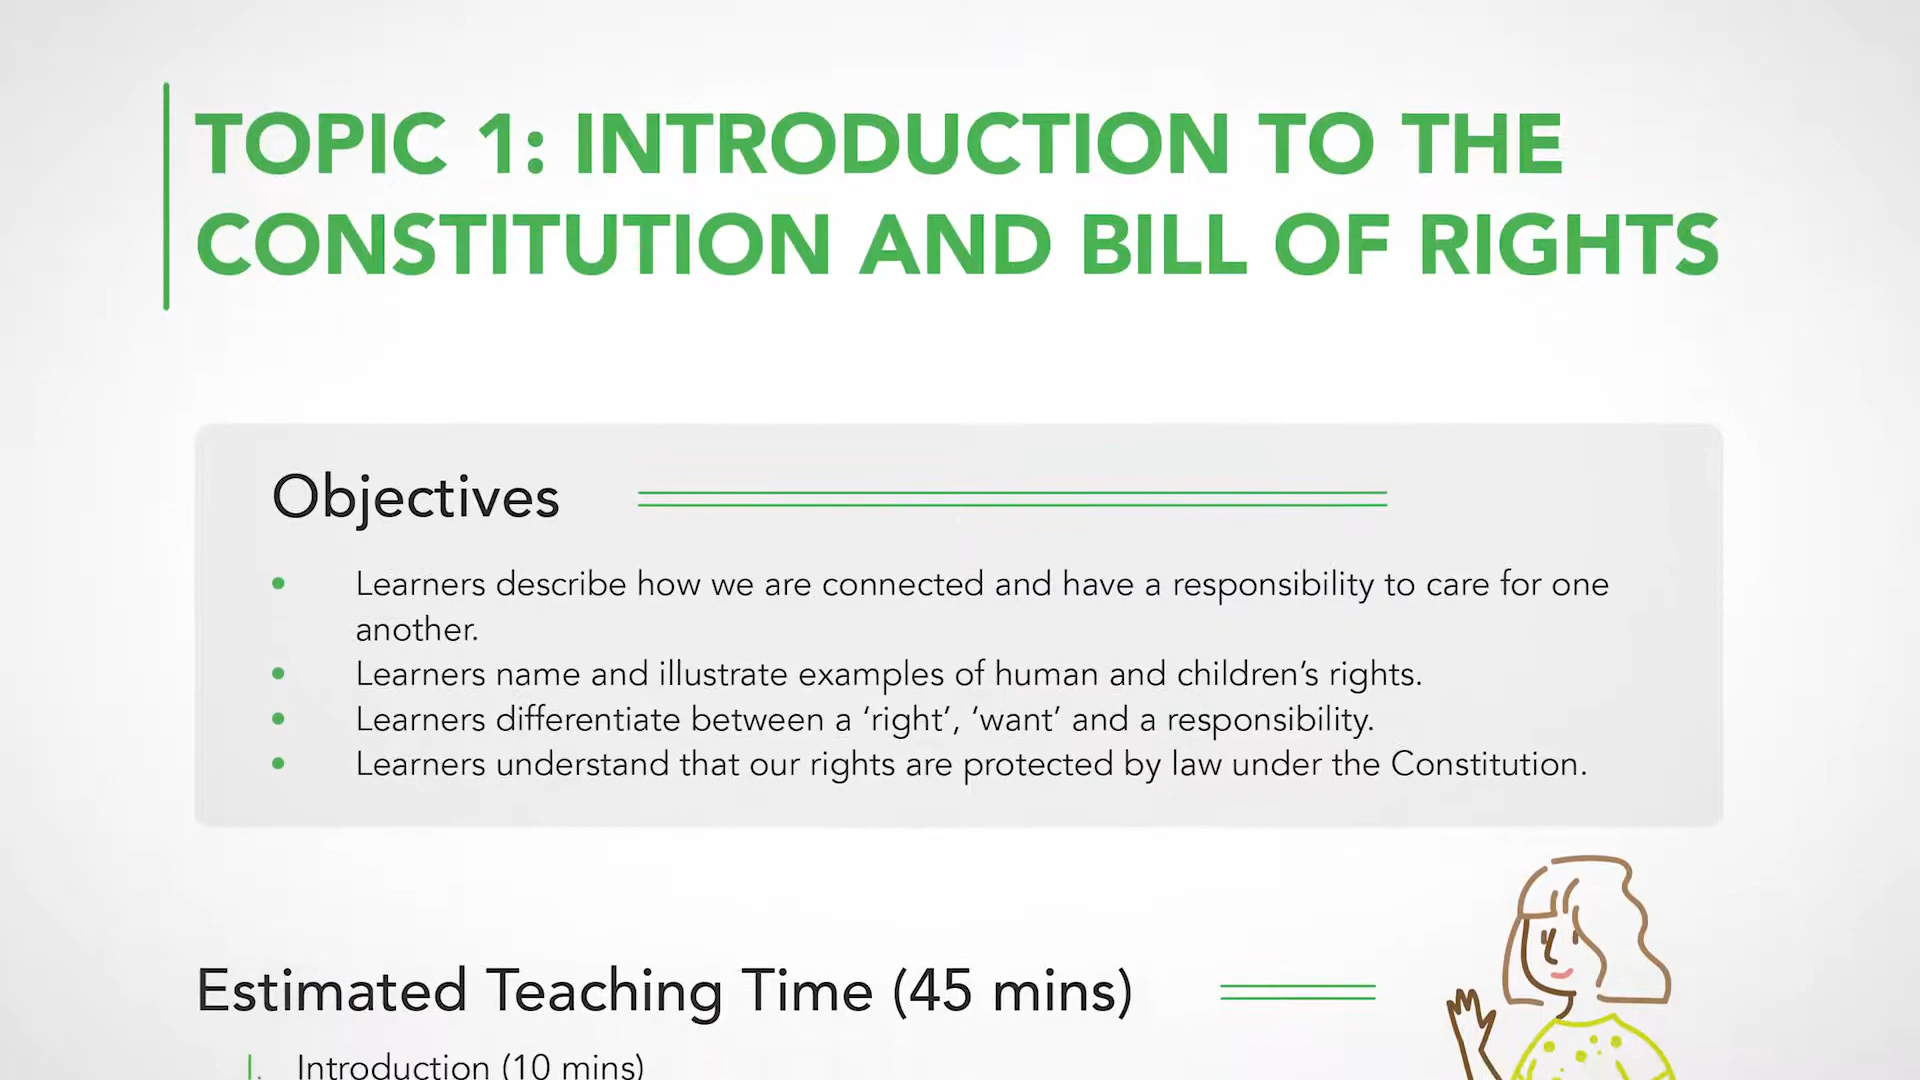 TOPIC 1: INTRODUCTION TO THE
CONSTITUTION AND BILL OF RIGHTS
Objectives
• Learners describe how we are connected and have a responsibility to care for one
another.
• Learners name and illustrate examples of human and children’s rights.
• Learners differentiate between a ‘right’, ‘want’ and a responsibility.
• Learners understand that our rights are protected by law under the Constitution.
Estimated Teaching Time (45 mins)
I. Introduction (10 mins)